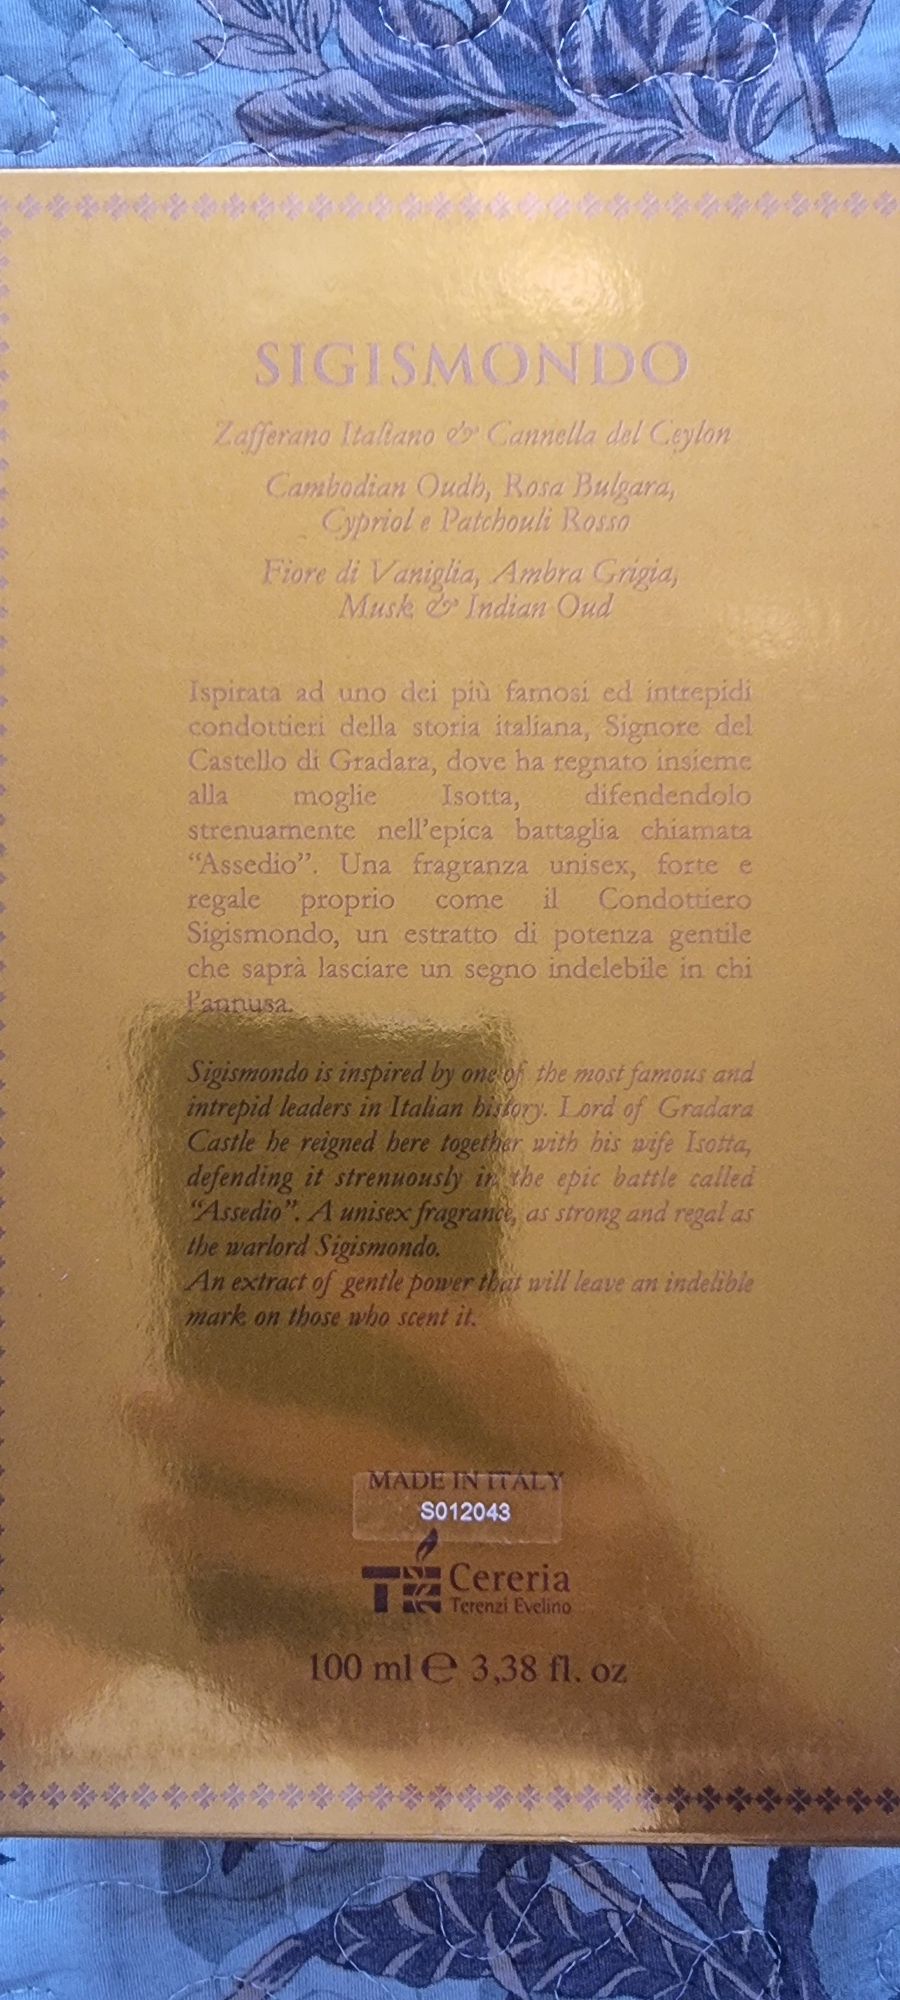 SIGISMONDO
Zafferano Italiano & Cannella del Ceylon
Cambodian Oudh, Rosa Bulgara,
Cypriol e Patchouli Rosso
Fiore di Vaniglia, Ambra Grigia,
Musk & Indian Oud
Ispirata ad uno dei più famosi ed intrepidi
condottieri della storia italiana, Signore del
Castello di Gradara, dove ha regnato insieme
alla moglie Isotta, difendendolo
strenuamente nell'epica battaglia chiamata
“Assedio”. Una fragranza unisex, forte e
regale proprio come il Condottiero
Sigismondo, un estratto di potenza gentile
che saprà lasciare un segno indelebile in chi
l'annusa.
Sigismondo is inspired by one of the most famous and
intrepid leaders in Italian history. Lord of Gradara
Castle he reigned here together with his wife Isotta,
defending it strenuously in the epic battle called
“Assedio”. A unisex fragrance, as strong and regal as
the warlord Sigismondo.
An extract of gentle power that will leave an indelible
mark on those who scent it.
MADE IN ITALY
S012043
Cereria
Terenzi Evelino
100 ml ℮ 3,38 fl. oz